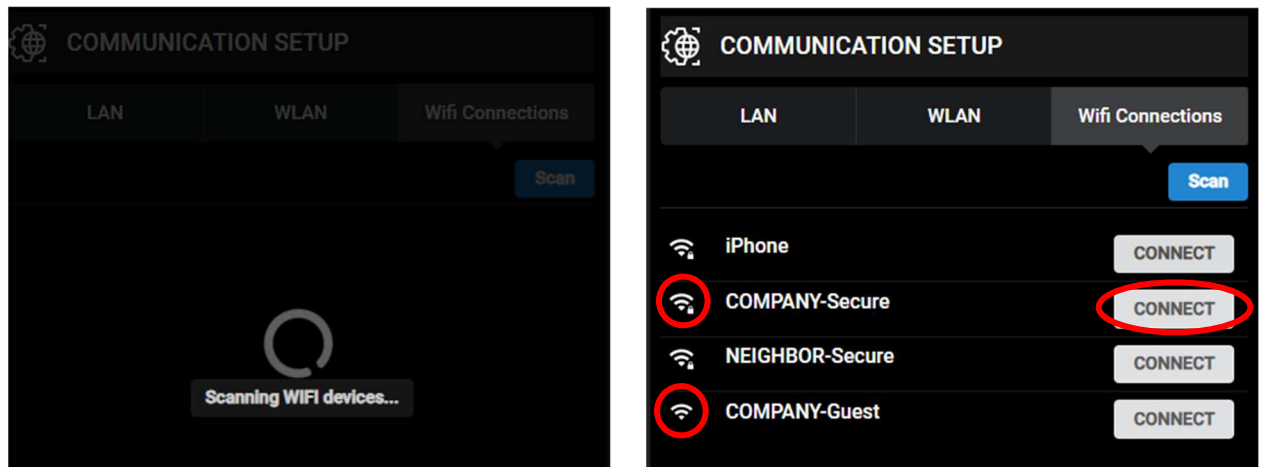 COMMUNICATION SETUP
LAN WLAN Wifi Connections
Scan
Scanning WIFI devices...
COMMUNICATION SETUP
LAN WLAN Wifi Connections
Scan
iPhone CONNECT
COMPANY-Secure CONNECT
NEIGHBOR-Secure CONNECT
COMPANY-Guest CONNECT